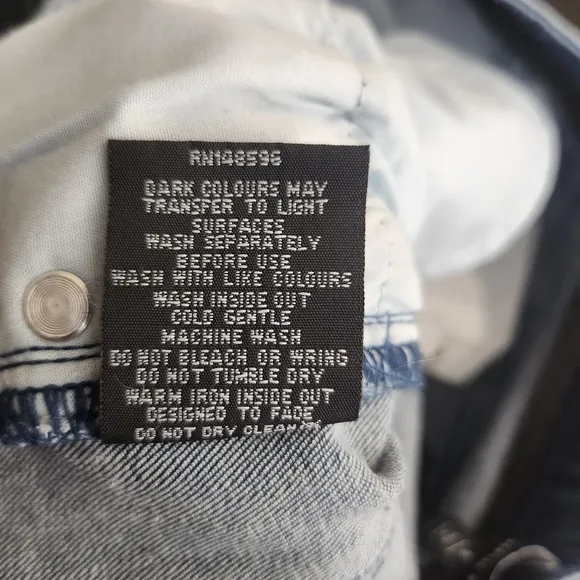 RN148596
DARK COLOURS MAY
TRANSFER TO LIGHT
SURFACES
WASH SEPARATELY
BEFORE USE
WASH WITH LIKE COLOURS
WASH INSIDE OUT
COLD GENTLE
MACHINE WASH
DO NOT BLEACH OR WRING
DO NOT TUMBLE DRY
WARM IRON INSIDE OUT
DESIGNED TO FADE
DO NOT DRY CLEAN